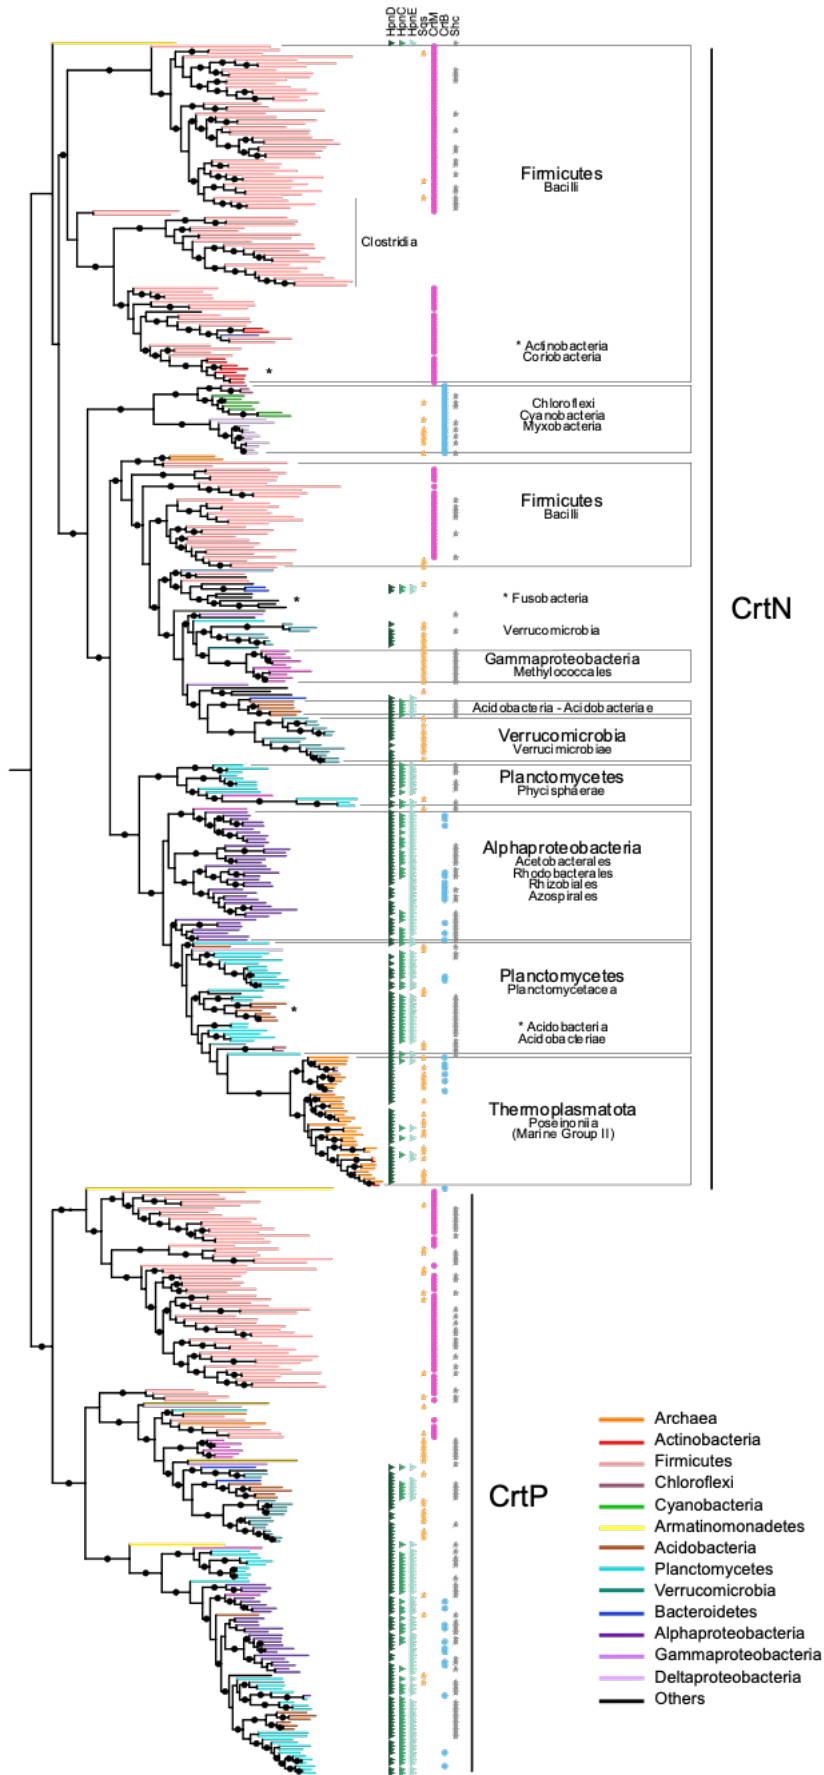 HpnD
HpnC
HpnE
Sqs
CrtM
CrtB
Shc
Firmicutes
Bacilli
Clostridia
* Actinobacteria
Coriobacteria
*
Chloroflexi
Cyanobacteria
Myxobacteria
Firmicutes
Bacilli
* Fusobacteria
*
CrtN
Verrucomicrobia
Gammaproteobacteria
Methylococcales
Acidobacteria - Acidobacteriae
Verrucomicrobia
Verrucimicrobiae
Planctomycetes
Phycisphaerae
Alphaproteobacteria
Acetobacterales
Rhodobacterales
Rhizobiales
Azospirales
Planctomycetes
Planctomycetacea
*
* Acidobacteria
Acidobacteriae
Thermoplasmatota
Poseinoniia
(Marine Group II)
CrtP
Archaea
Actinobacteria
Firmicutes
Chloroflexi
Cyanobacteria
Armatinomonadetes
Acidobacteria
Planctomycetes
Verrucomicrobia
Bacteroidetes
Alphaproteobacteria
Gammaproteobacteria
Deltaproteobacteria
Others